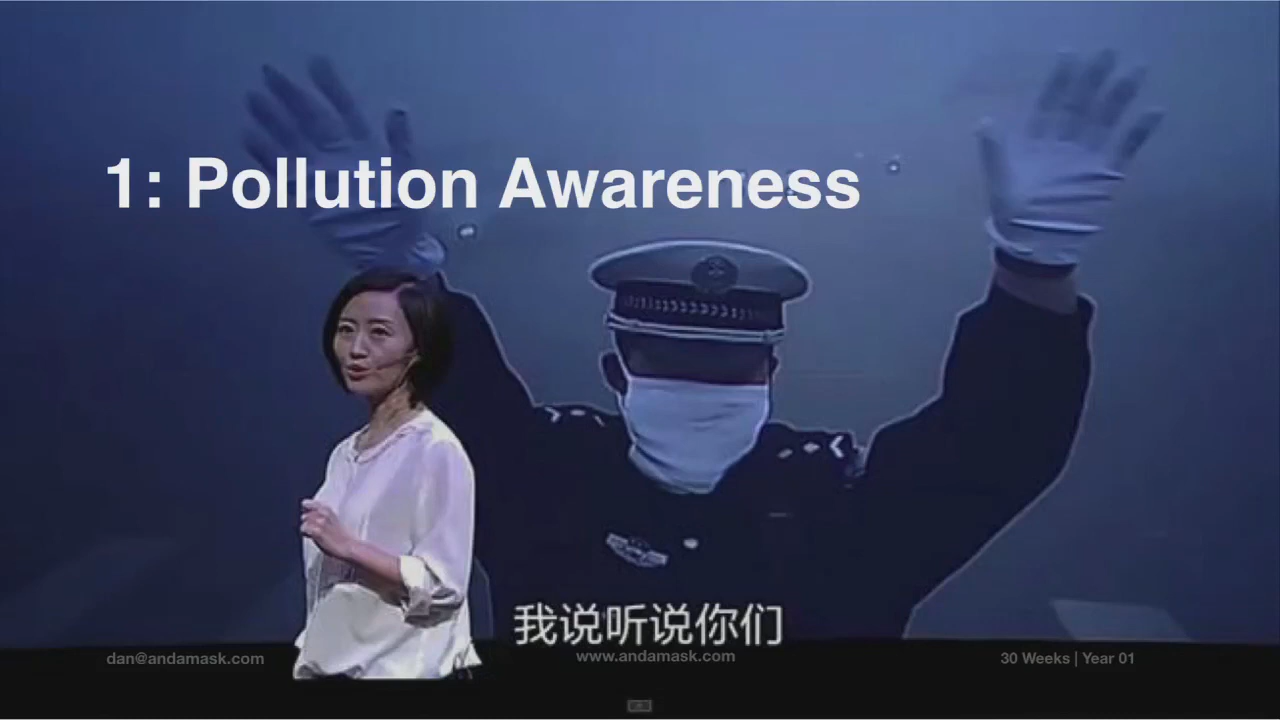 1: Pollution Awareness
我说听说你们
dan@andamask.com
www.andamask.com
30 Weeks | Year 01